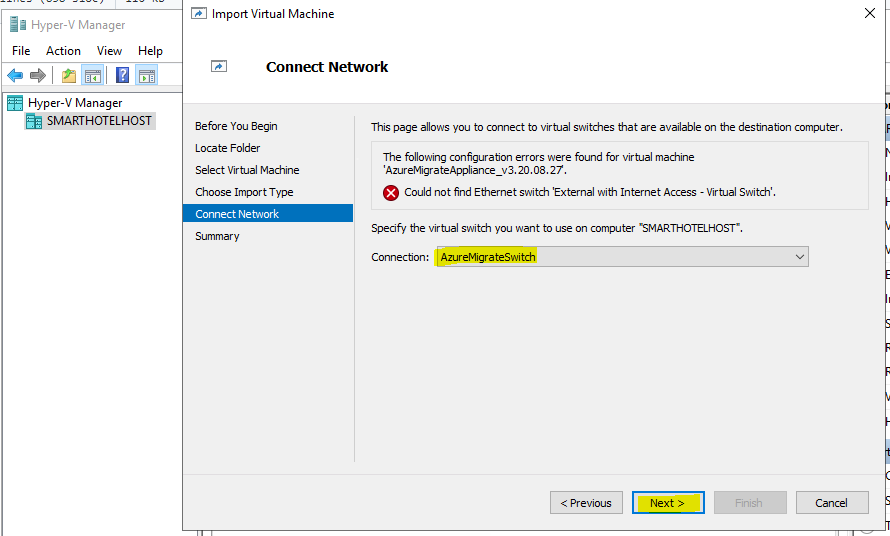 Hyper-V Manager
File Action View Help
Hyper-V Manager
SMARTHOTELHOST
Import Virtual Machine
Connect Network
Before You Begin
Locate Folder
Select Virtual Machine
Choose Import Type
Connect Network
Summary
This page allows you to connect to virtual switches that are available on the destination computer.
The following configuration errors were found for virtual machine
'AzureMigrateAppliance_v3.20.08.27'.
Could not find Ethernet switch 'External with Internet Access - Virtual Switch'.
Specify the virtual switch you want to use on computer "SMARTHOTELHOST".
Connection: AzureMigrateSwitch
< Previous Next > Finish Cancel